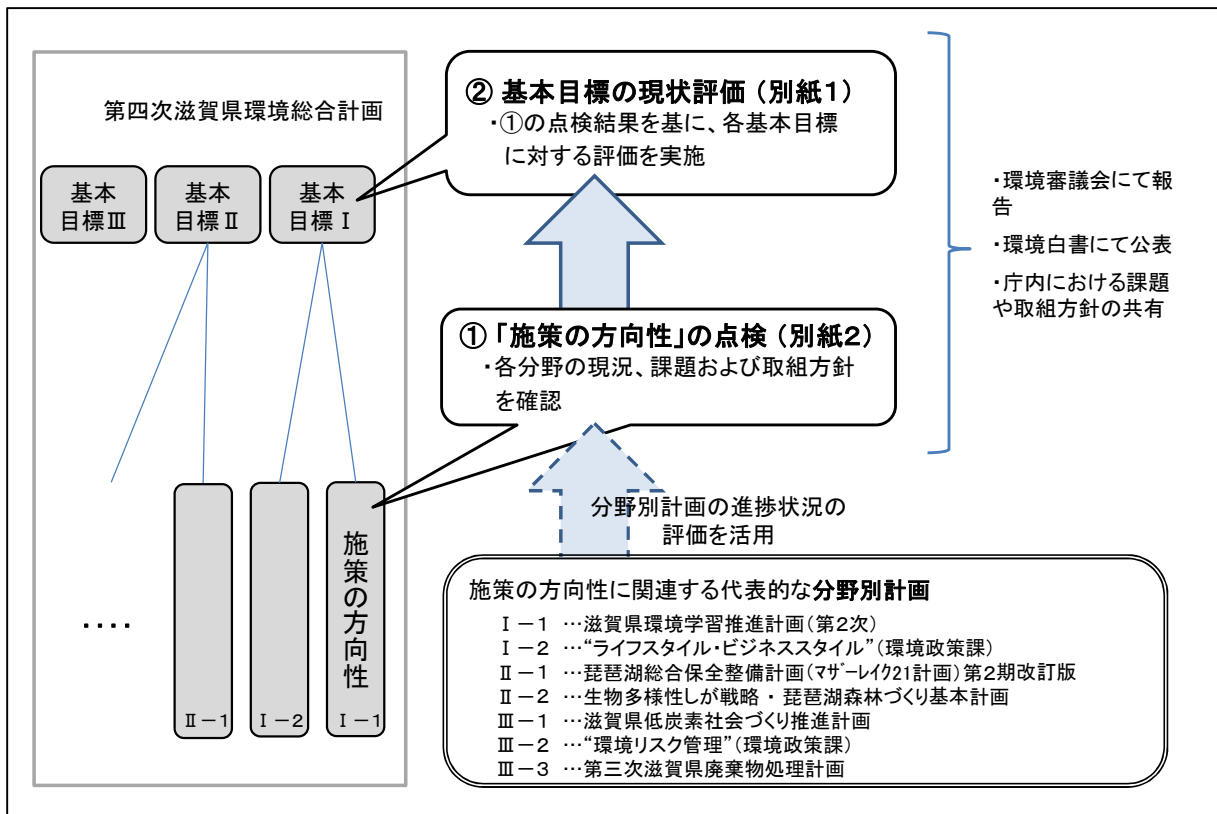 第四次滋賀県環境総合計画
基本
目標Ⅲ
基本
目標Ⅱ
基本
目標Ⅰ
② 基本目標の現状評価（別紙１）
・①の点検結果を基に、各基本目標
に対する評価を実施
・環境審議会にて報
告
・環境白書にて公表
・庁内における課題
や取組方針の共有
① 「施策の方向性」の点検（別紙２）
・各分野の現況、課題および取組方針
を確認
分野別計画の進捗状況の
評価を活用
‥‥
Ⅱ－１
Ⅰ－２
施策の方向性
Ⅰ－１
施策の方向性に関連する代表的な分野別計画
Ⅰ－１ …滋賀県環境学習推進計画（第２次）
Ⅰ－２ …“ライフスタイル・ビジネススタイル”（環境政策課）
Ⅱ－１ …琵琶湖総合保全整備計画（ﾏｻﾞｰﾚｲｸ21計画）第２期改訂版
Ⅱ－２ …生物多様性しが戦略 ・ 琵琶湖森林づくり基本計画
Ⅲ－１ …滋賀県低炭素社会づくり推進計画
Ⅲ－２ …“環境リスク管理”（環境政策課）
Ⅲ－３ …第三次滋賀県廃棄物処理計画